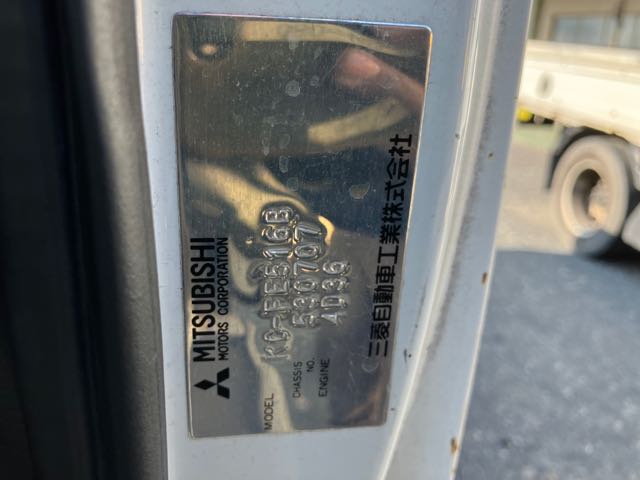 MITSUBISHI
MOTORS CORPORATION
MODEL KC-FE516B
CHASSIS NO. 530707
ENGINE 4D36
三菱自動車工業株式会社